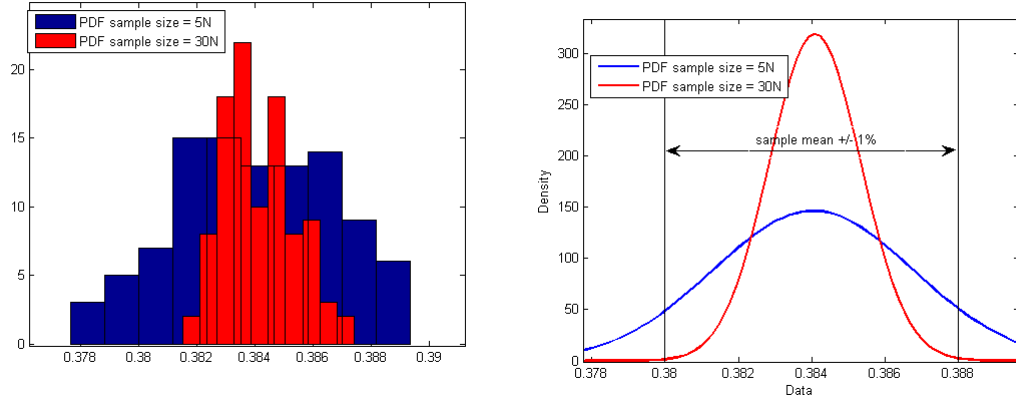 PDF sample size = 5N
PDF sample size = 30N
20
15
10
5
0
0.378 0.38 0.382 0.384 0.386 0.388 0.39
PDF sample size = 5N
PDF sample size = 30N
sample mean +/- 1%
300
250
200
150
100
50
0
Density
0.378 0.38 0.382 0.384 0.386 0.388
Data